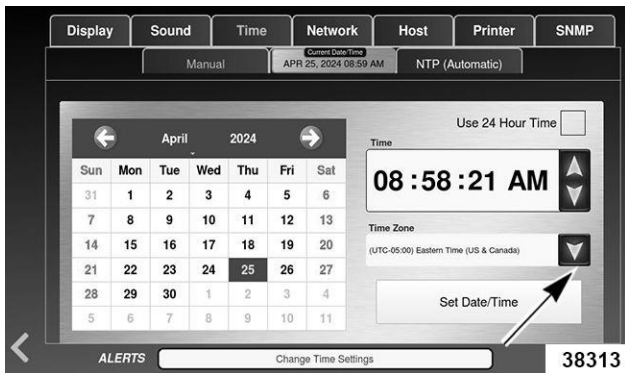 Display Sound Time Network Host Printer SNMP
Manual
Current Date/Time
APR 25, 2024 08:59 AM
NTP (Automatic)
April 2024
Sun Mon Tue Wed Thu Fri Sat
31 1 2 3 4 5 6
7 8 9 10 11 12 13
14 15 16 17 18 19 20
21 22 23 24 25 26 27
28 29 30 1 2 3 4
5 6 7 8 9 10 11
Use 24 Hour Time
Time
08 :58 :21 AM
Time Zone
(UTC-05:00) Eastern Time (US & Canada)
Set Date/Time
ALERTS Change Time Settings
38313